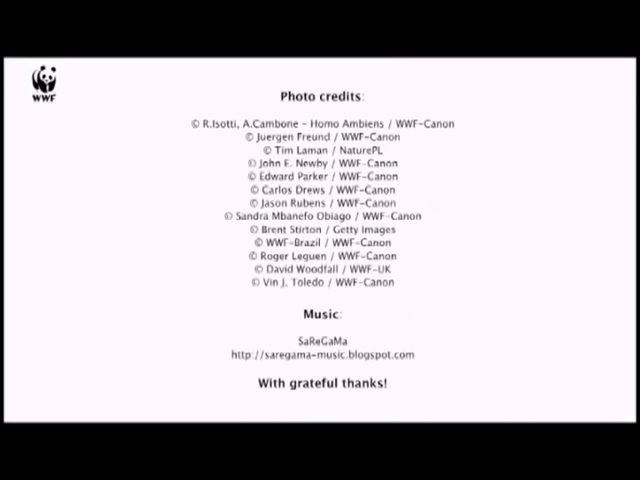 WWF
Photo credits:
© R.Isotti, A.Cambone - Homo Ambiens / WWF-Canon
© Juergen Freund / WWF-Canon
© Tim Laman / NaturePL
© John E. Newby / WWF-Canon
© Edward Parker / WWF-Canon
© Carlos Drews / WWF-Canon
© Jason Rubens / WWF-Canon
© Sandra Mbanefo Obiago / WWF-Canon
© Brent Stirton / Getty Images
© WWF-Brazil / WWF-Canon
© Roger Leguen / WWF-Canon
© David Woodfall / WWF-UK
© Vin J. Toledo / WWF-Canon
Music:
SaReGaMa
http://saregama-music.blogspot.com
With grateful thanks!